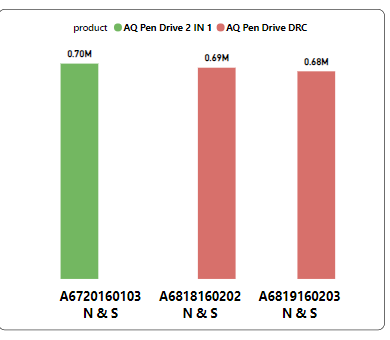 product AQ Pen Drive 2 IN 1 AQ Pen Drive DRC
0.70M
0.69M
0.68M
A6720160103 A6818160202 A6819160203
N & S N & S N & S